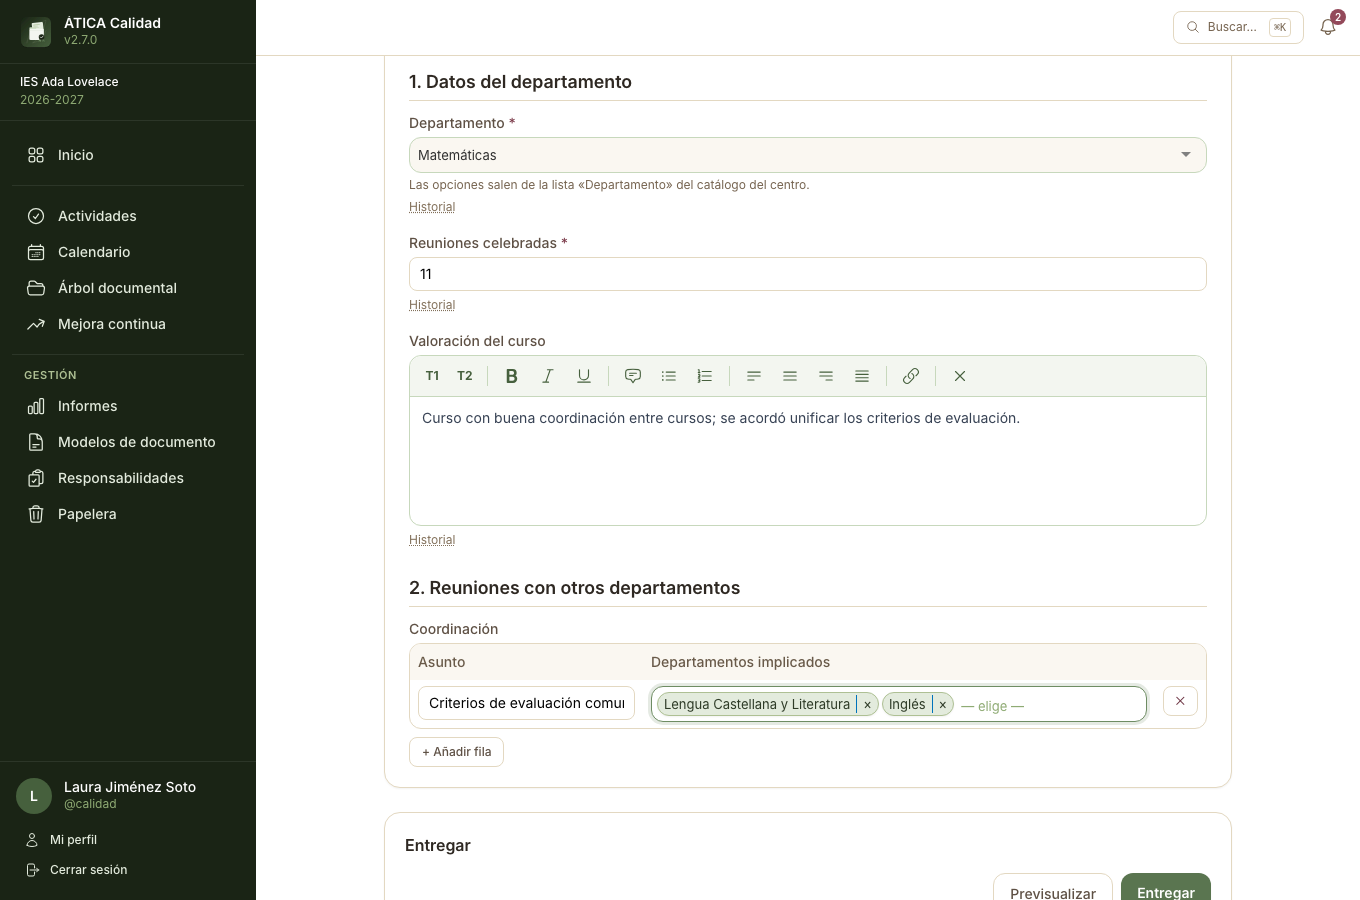 ÁTICA Calidad
v2.7.0
IES Ada Lovelace
2026-2027
Inicio
Actividades
Calendario
Árbol documental
Mejora continua
GESTIÓN
Informes
Modelos de documento
Responsabilidades
Papelera
L
Laura Jiménez Soto
@calidad
Mi perfil
Cerrar sesión
Buscar... ⌘K
2
1. Datos del departamento
Departamento *
Matemáticas
Las opciones salen de la lista «Departamento» del catálogo del centro.
Historial
Reuniones celebradas *
11
Historial
Valoración del curso
T1 T2 B I U
Curso con buena coordinación entre cursos; se acordó unificar los criterios de evaluación.
Historial
2. Reuniones con otros departamentos
Coordinación
Asunto Departamentos implicados
Criterios de evaluación comu Lengua Castellana y Literatura × Inglés × — elige —
+ Añadir fila
Entregar
Previsualizar Entregar